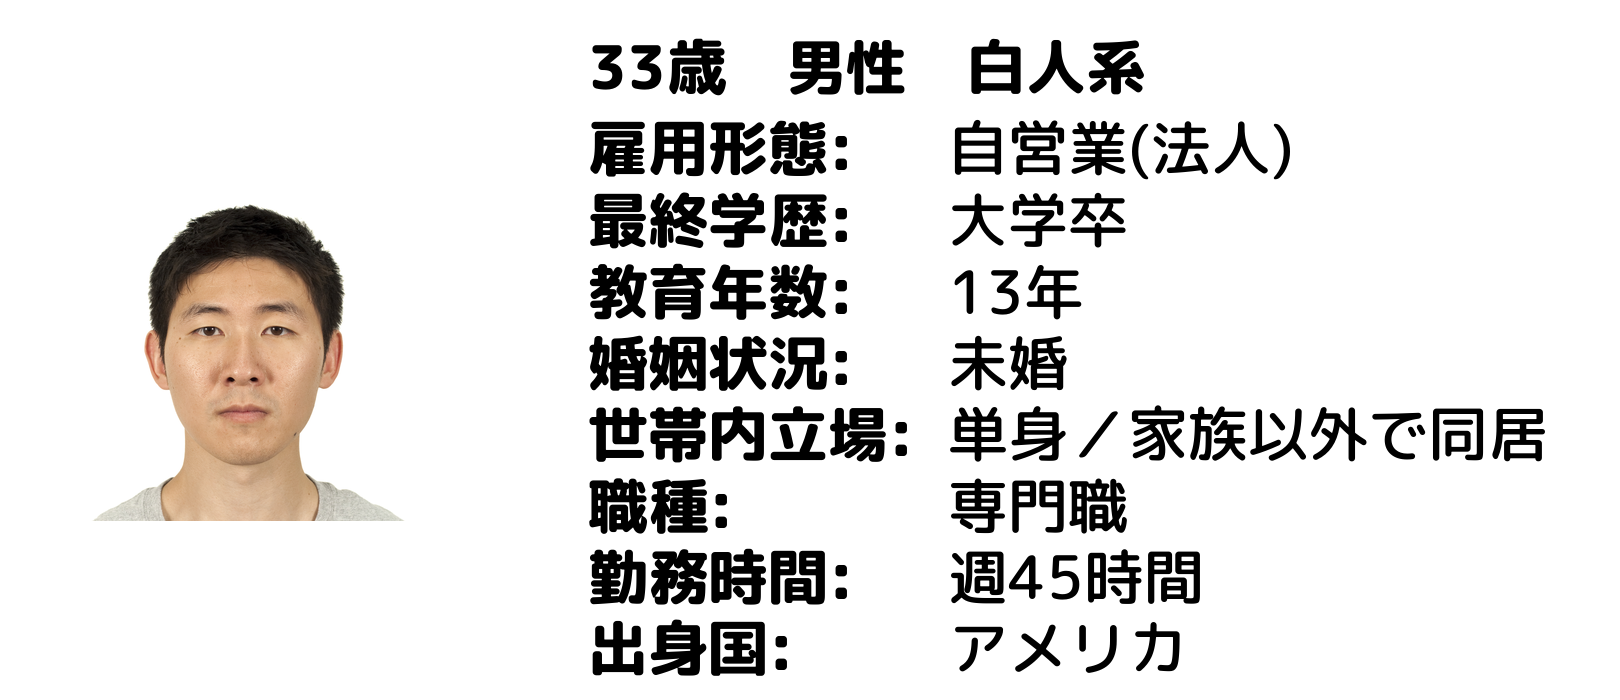 33歳　男性　白人系
雇用形態: 自営業(法人)
最終学歴: 大学卒
教育年数: 13年
婚姻状況: 未婚
世帯内立場: 単身／家族以外で同居
職種: 専門職
勤務時間: 週45時間
出身国: アメリカ